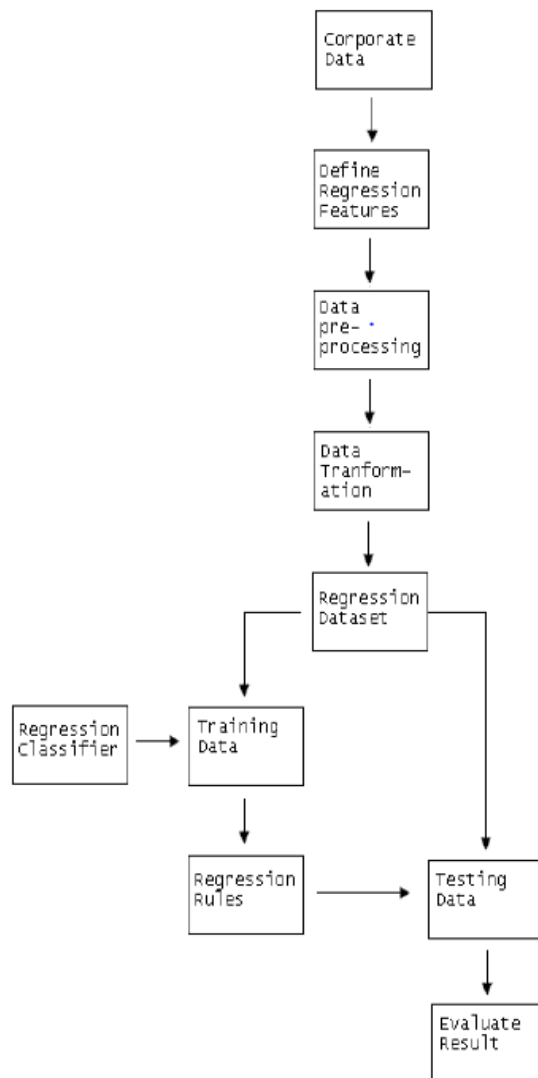 Corporate
Data
Define
Regression
Features
Data
pre-
processing
Data
Tranform-
ation
Regression
Dataset
Regression
Classifier
Training
Data
Regression
Rules
Testing
Data
Evaluate
Result